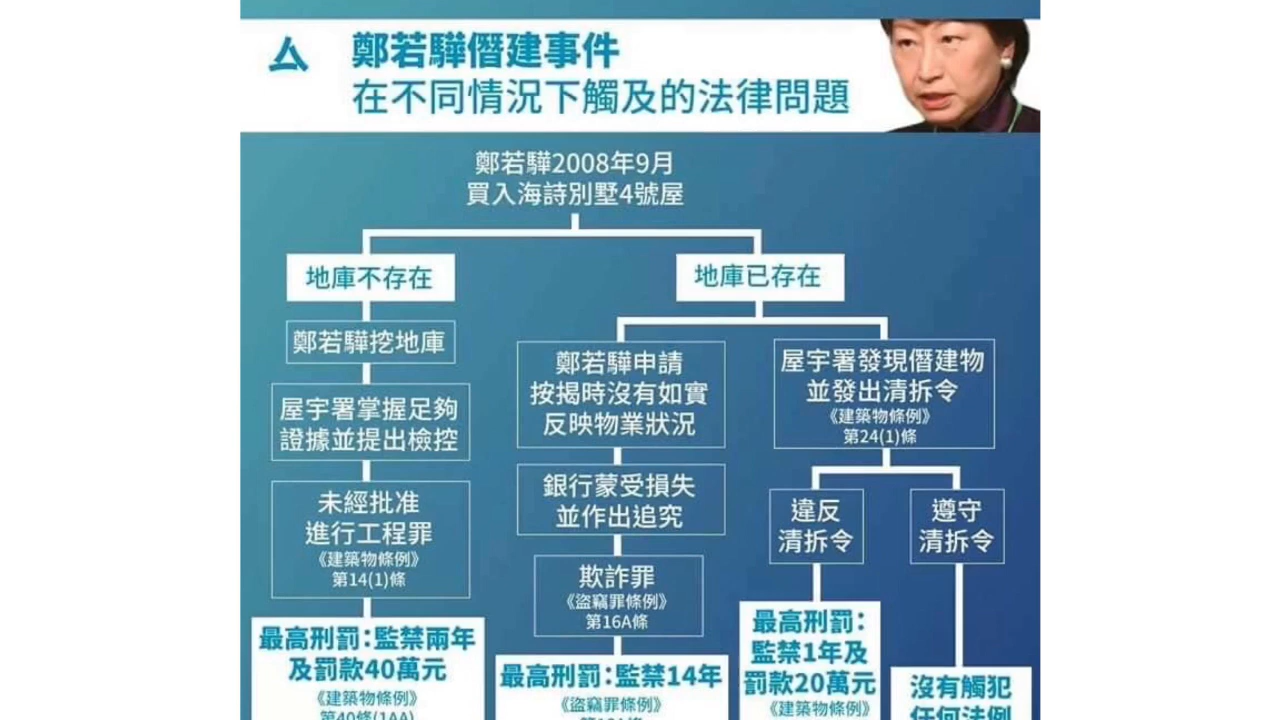 鄭若驊僭建事件
在不同情況下觸及的法律問題
鄭若驊2008年9月
買入海詩別墅4號屋
地庫不存在
鄭若驊挖地庫
屋宇署掌握足夠
證據並提出檢控
未經批准
進行工程罪
《建築物條例》
第14(1)條
最高刑罰：監禁兩年
及罰款40萬元
《建築物條例》
第40條(1AA)
地庫已存在
鄭若驊申請
按揭時沒有如實
反映物業狀況
銀行蒙受損失
並作出追究
欺詐罪
《盜竊罪條例》
第16A條
最高刑罰：監禁14年
《盜竊罪條例》
第16A條
屋宇署發現僭建物
並發出清拆令
《建築物條例》
第24(1)條
違反
清拆令
最高刑罰：
監禁1年及
罰款20萬元
《建築物條例》
遵守
清拆令
沒有觸犯
任何法例